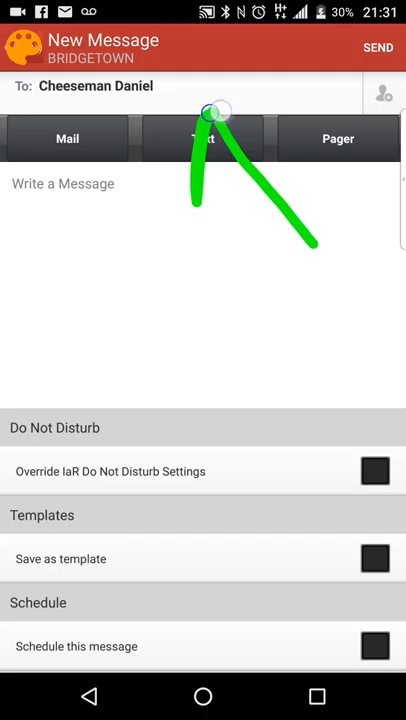 30% 21:31
New Message
BRIDGETOWN
SEND
To: Cheeseman Daniel
Mail Text Pager
Write a Message
Do Not Disturb
Override IaR Do Not Disturb Settings
Templates
Save as template
Schedule
Schedule this message